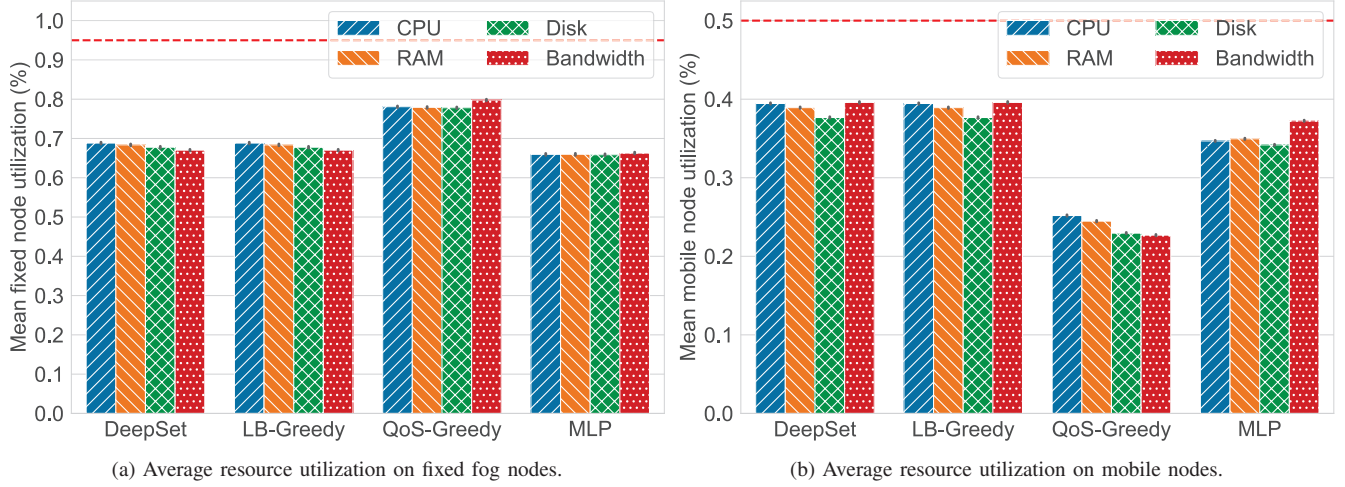 Mean fixed node utilization (%)
1.0
0.9
0.8
0.7
0.6
0.5
0.4
0.3
0.2
0.1
0.0
CPU
RAM
Disk
Bandwidth
DeepSet LB-Greedy QoS-Greedy MLP
(a) Average resource utilization on fixed fog nodes.
Mean mobile node utilization (%)
0.5
0.4
0.3
0.2
0.1
0.0
CPU
RAM
Disk
Bandwidth
DeepSet LB-Greedy QoS-Greedy MLP
(b) Average resource utilization on mobile nodes.